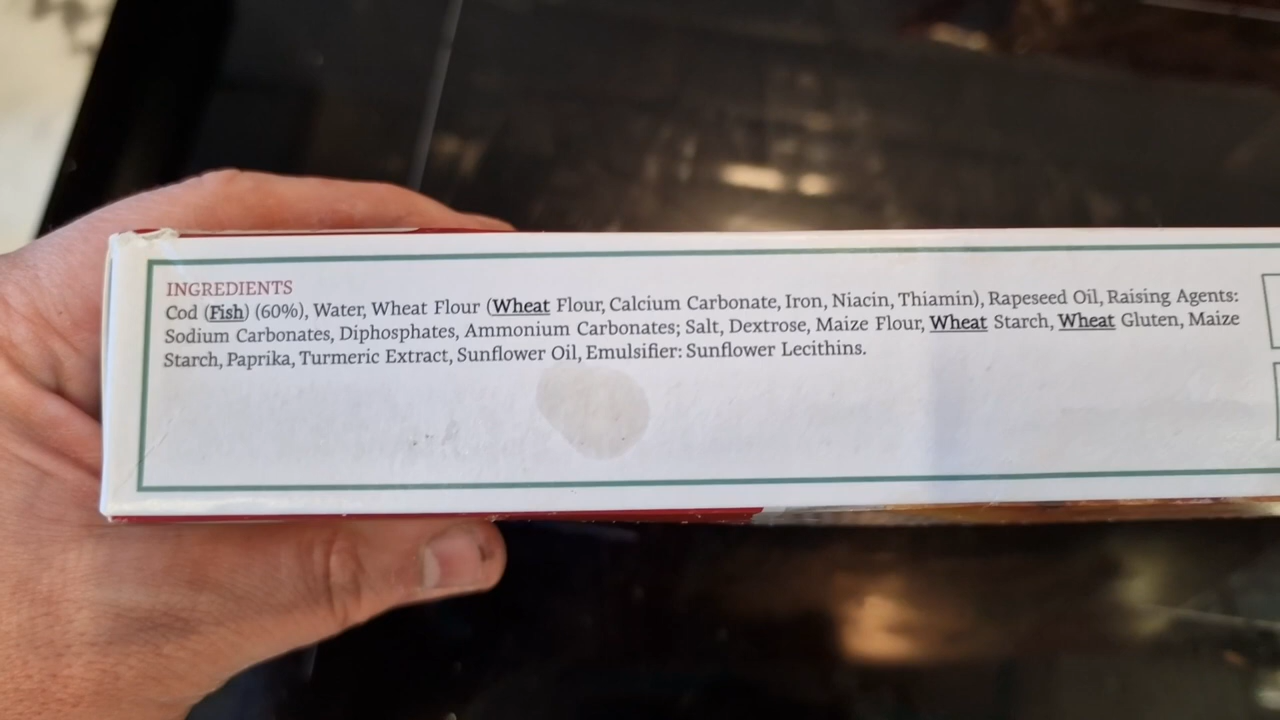 INGREDIENTS
Cod (Fish) (60%), Water, Wheat Flour (Wheat Flour, Calcium Carbonate, Iron, Niacin, Thiamin), Rapeseed Oil, Raising Agents:
Sodium Carbonates, Diphosphates, Ammonium Carbonates; Salt, Dextrose, Maize Flour, Wheat Starch, Wheat Gluten, Maize
Starch, Paprika, Turmeric Extract, Sunflower Oil, Emulsifier: Sunflower Lecithins.